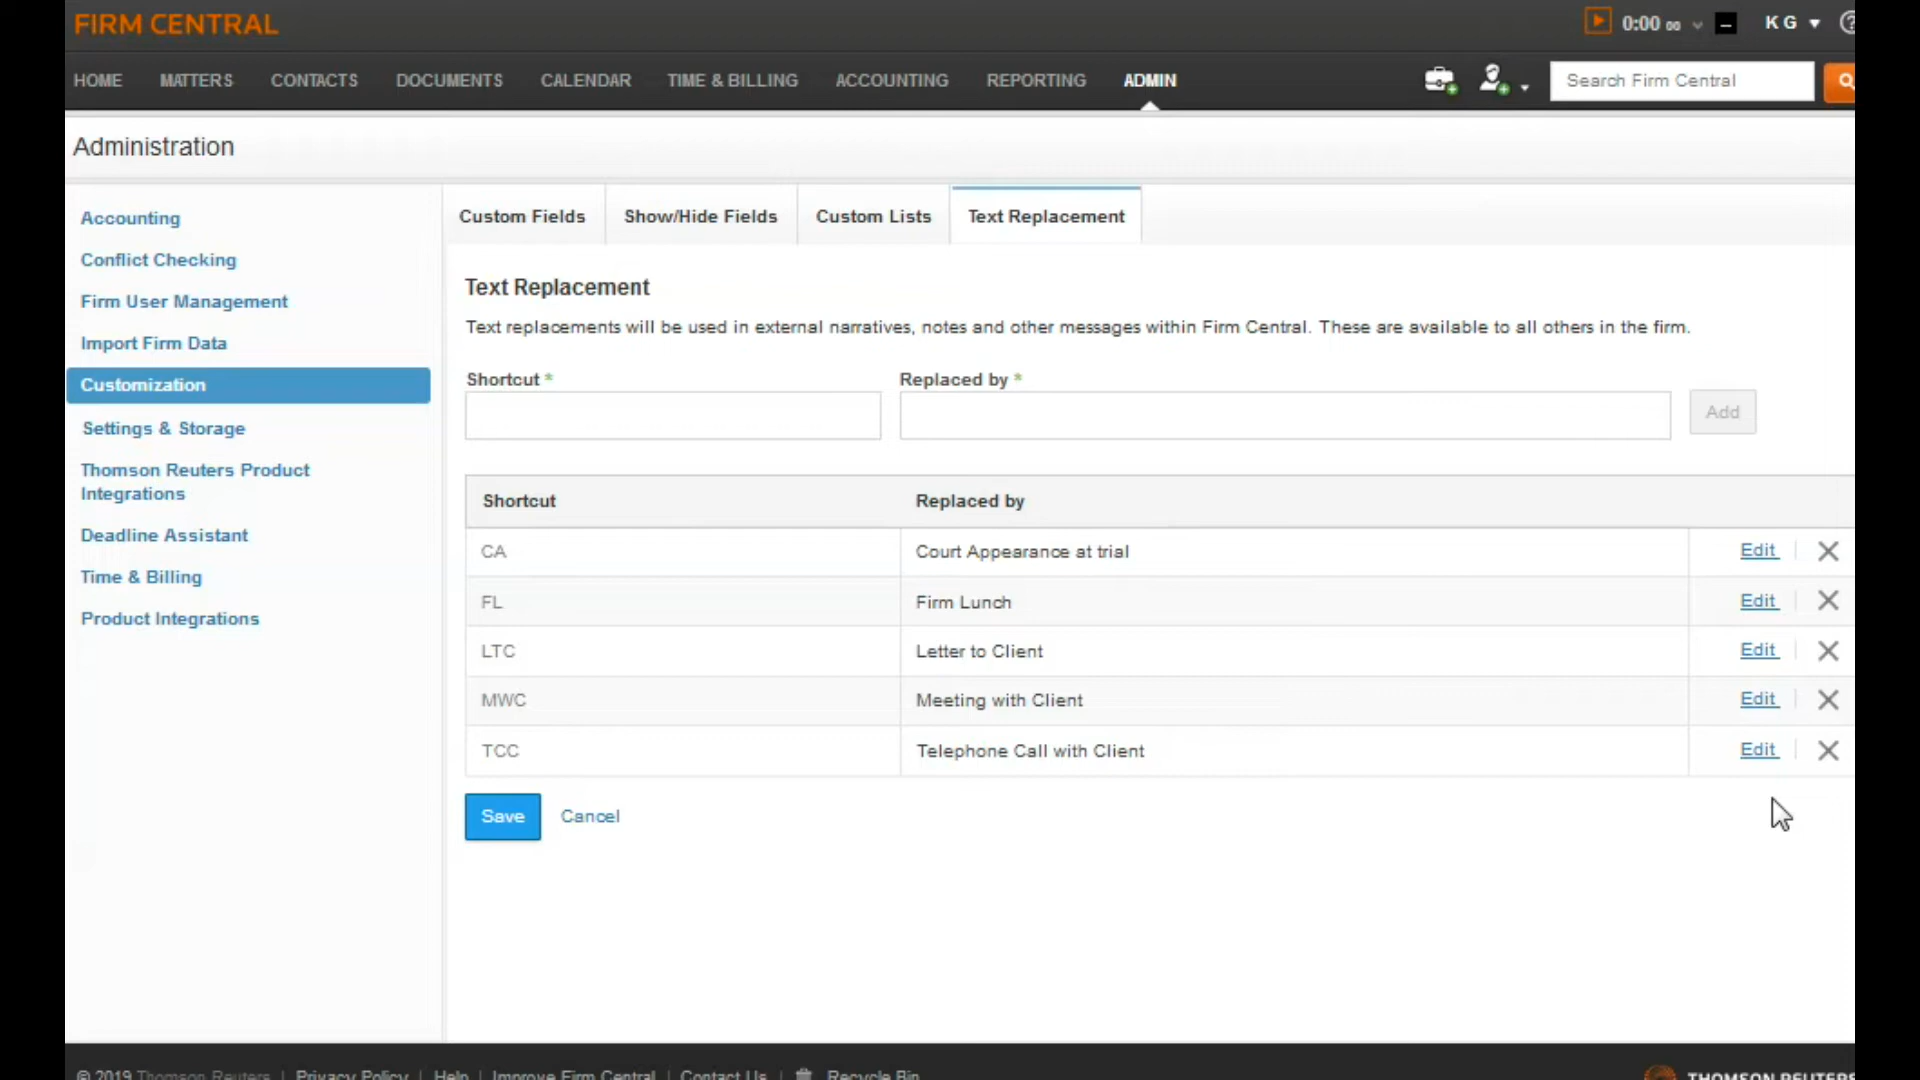 FIRM CENTRAL
0:00 00
K G
HOME MATTERS CONTACTS DOCUMENTS CALENDAR TIME & BILLING ACCOUNTING REPORTING ADMIN
Search Firm Central
Administration
Accounting
Conflict Checking
Firm User Management
Import Firm Data
Customization
Settings & Storage
Thomson Reuters Product
Integrations
Deadline Assistant
Time & Billing
Product Integrations
Custom Fields Show/Hide Fields Custom Lists Text Replacement
Text Replacement
Text replacements will be used in external narratives, notes and other messages within Firm Central. These are available to all others in the firm.
Shortcut * Replaced by *
Add
Shortcut Replaced by
CA Court Appearance at trial Edit
FL Firm Lunch Edit
LTC Letter to Client Edit
MWC Meeting with Client Edit
TCC Telephone Call with Client Edit
Save Cancel
© 2019 Thomson Reuters | Privacy Policy | Help | Improve Firm Central | Contact Us | Recycle Bin
THOMSON REUTERS